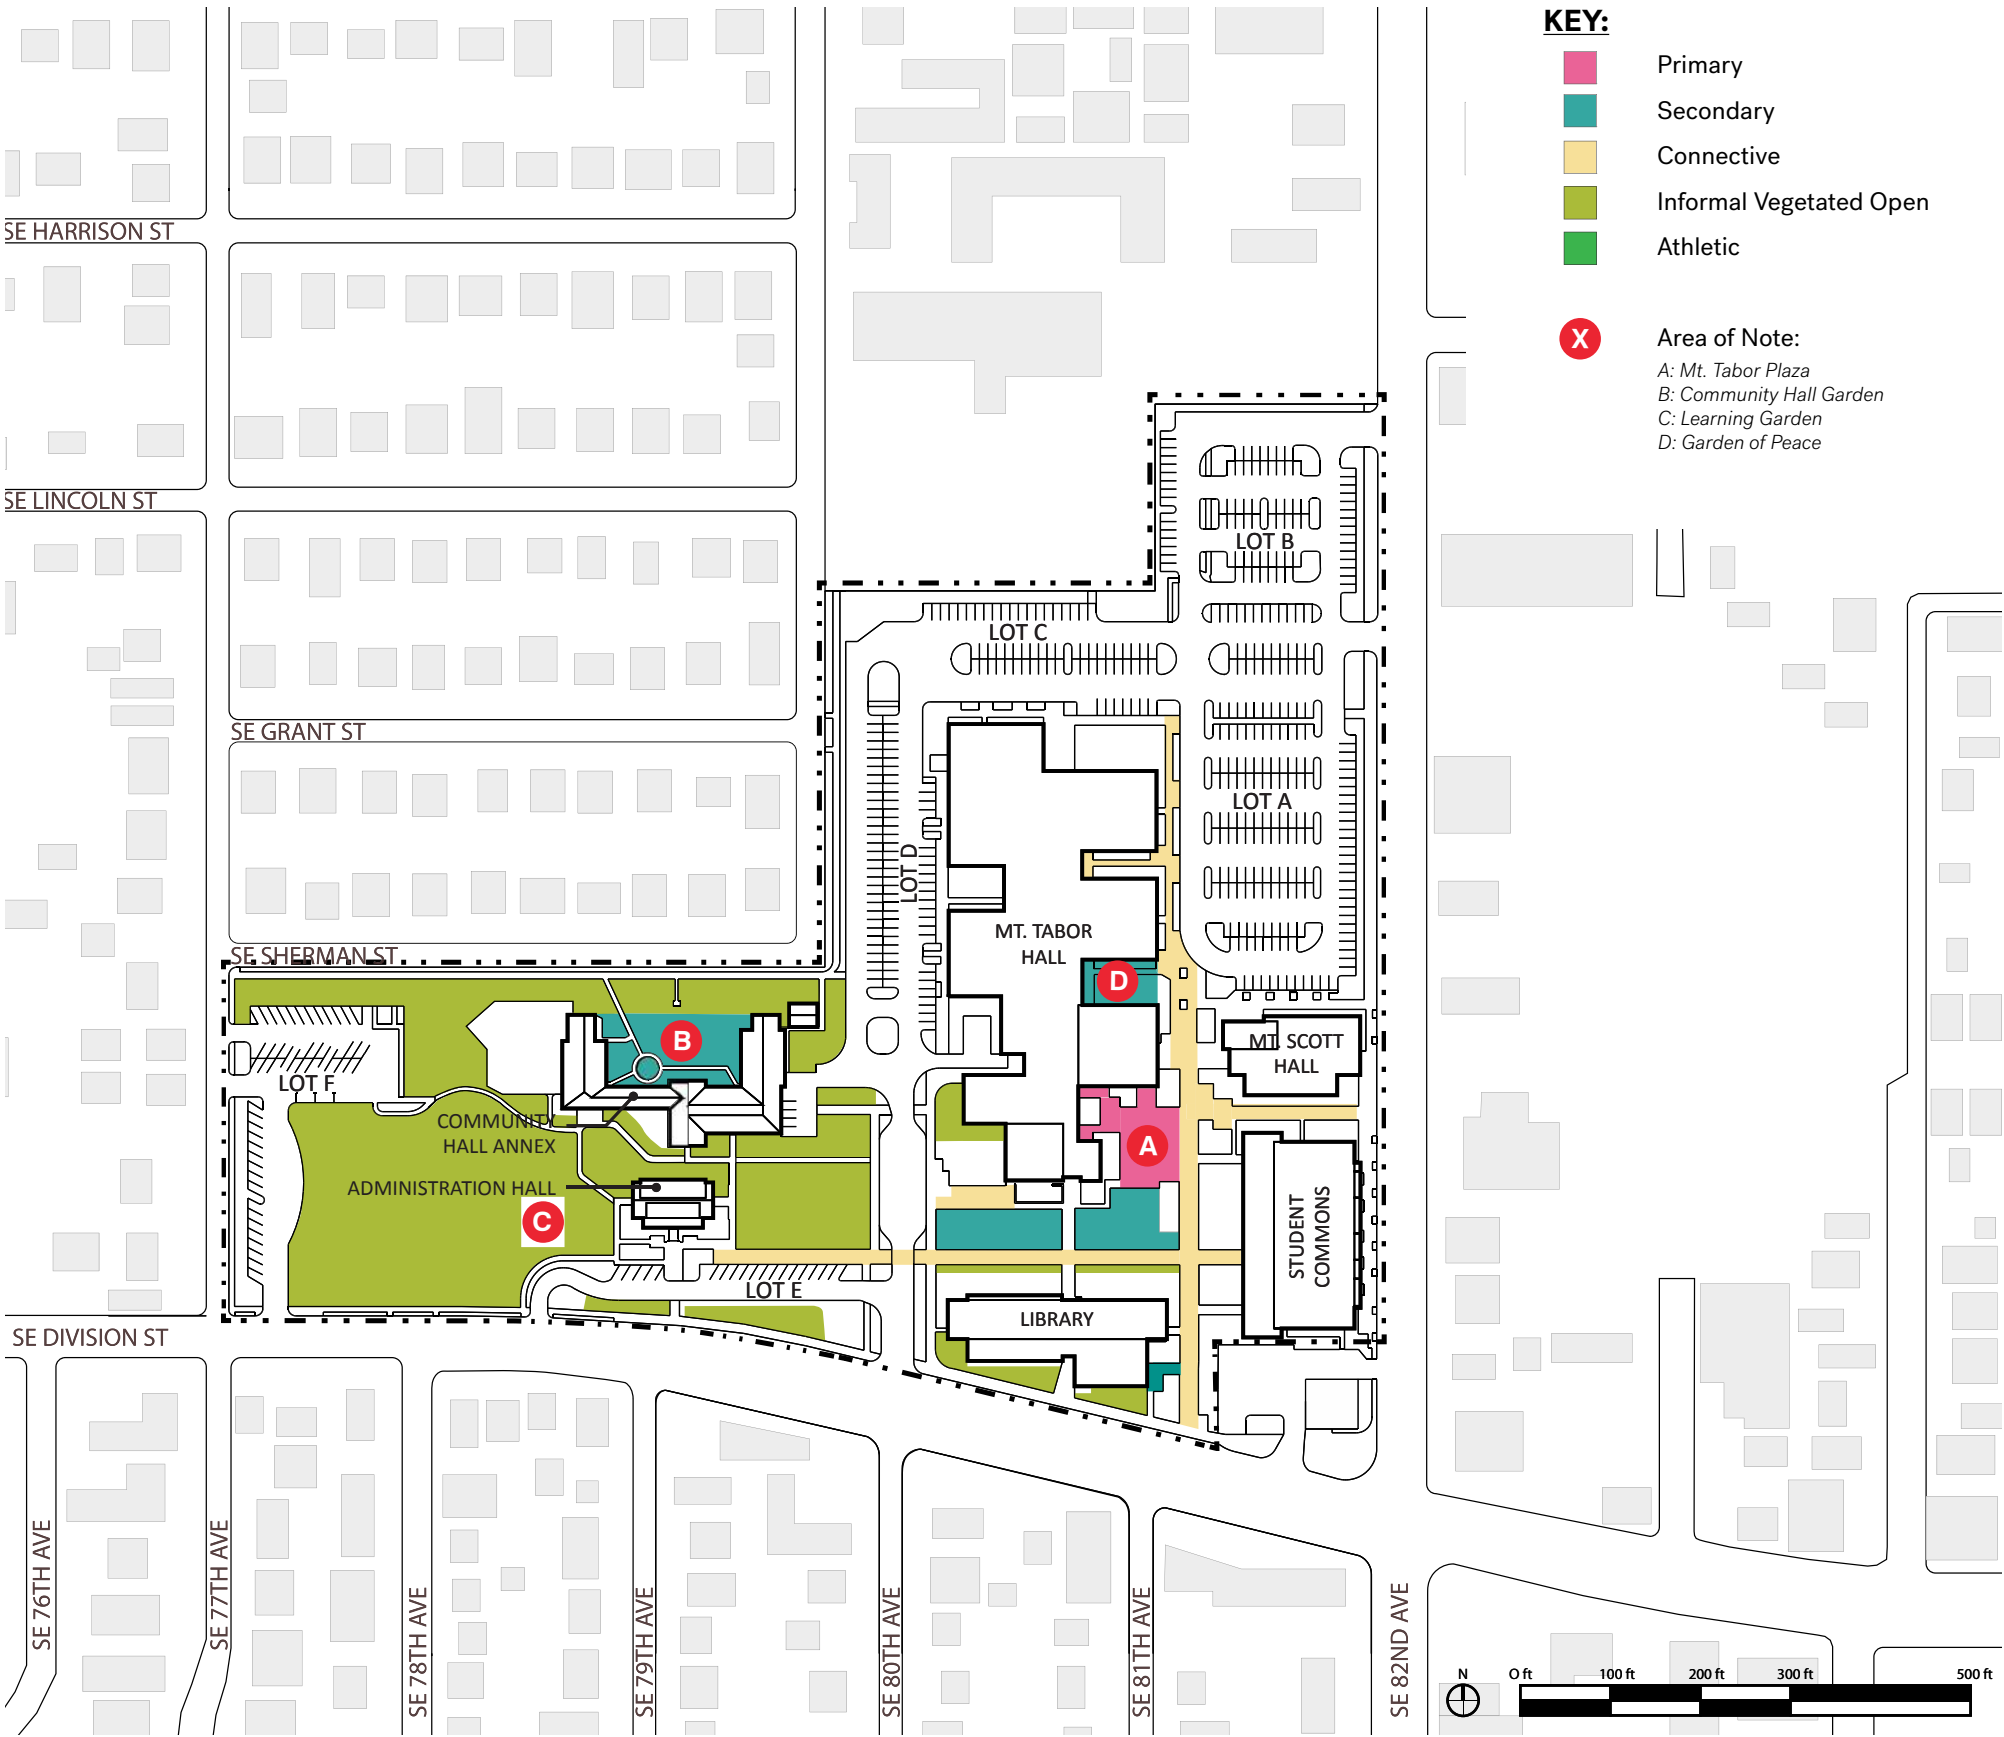 KEY:
Primary
Secondary
Connective
Informal Vegetated Open
Athletic
X
Area of Note:
A: Mt. Tabor Plaza
B: Community Hall Garden
C: Learning Garden
D: Garden of Peace
SE HARRISON ST
SE LINCOLN ST
SE GRANT ST
SE SHERMAN ST
SE DIVISION ST
LOT B
LOT C
LOT A
LOT D
MT. TABOR
HALL
D
B
MT. SCOTT
HALL
LOT F
COMMUNITY
HALL ANNEX
A
ADMINISTRATION HALL
C
STUDENT
COMMONS
LOT E
LIBRARY
SE 76TH AVE
SE 77TH AVE
SE 78TH AVE
SE 79TH AVE
SE 80TH AVE
SE 81TH AVE
SE 82ND AVE
N
O ft
100 ft
200 ft
300 ft
500 ft